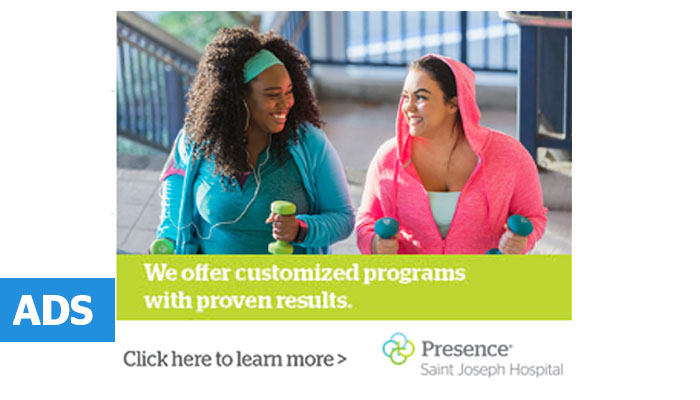 We offer customized programs
with proven results.
ADS
Click here to learn more >
Presence®
Saint Joseph Hospital